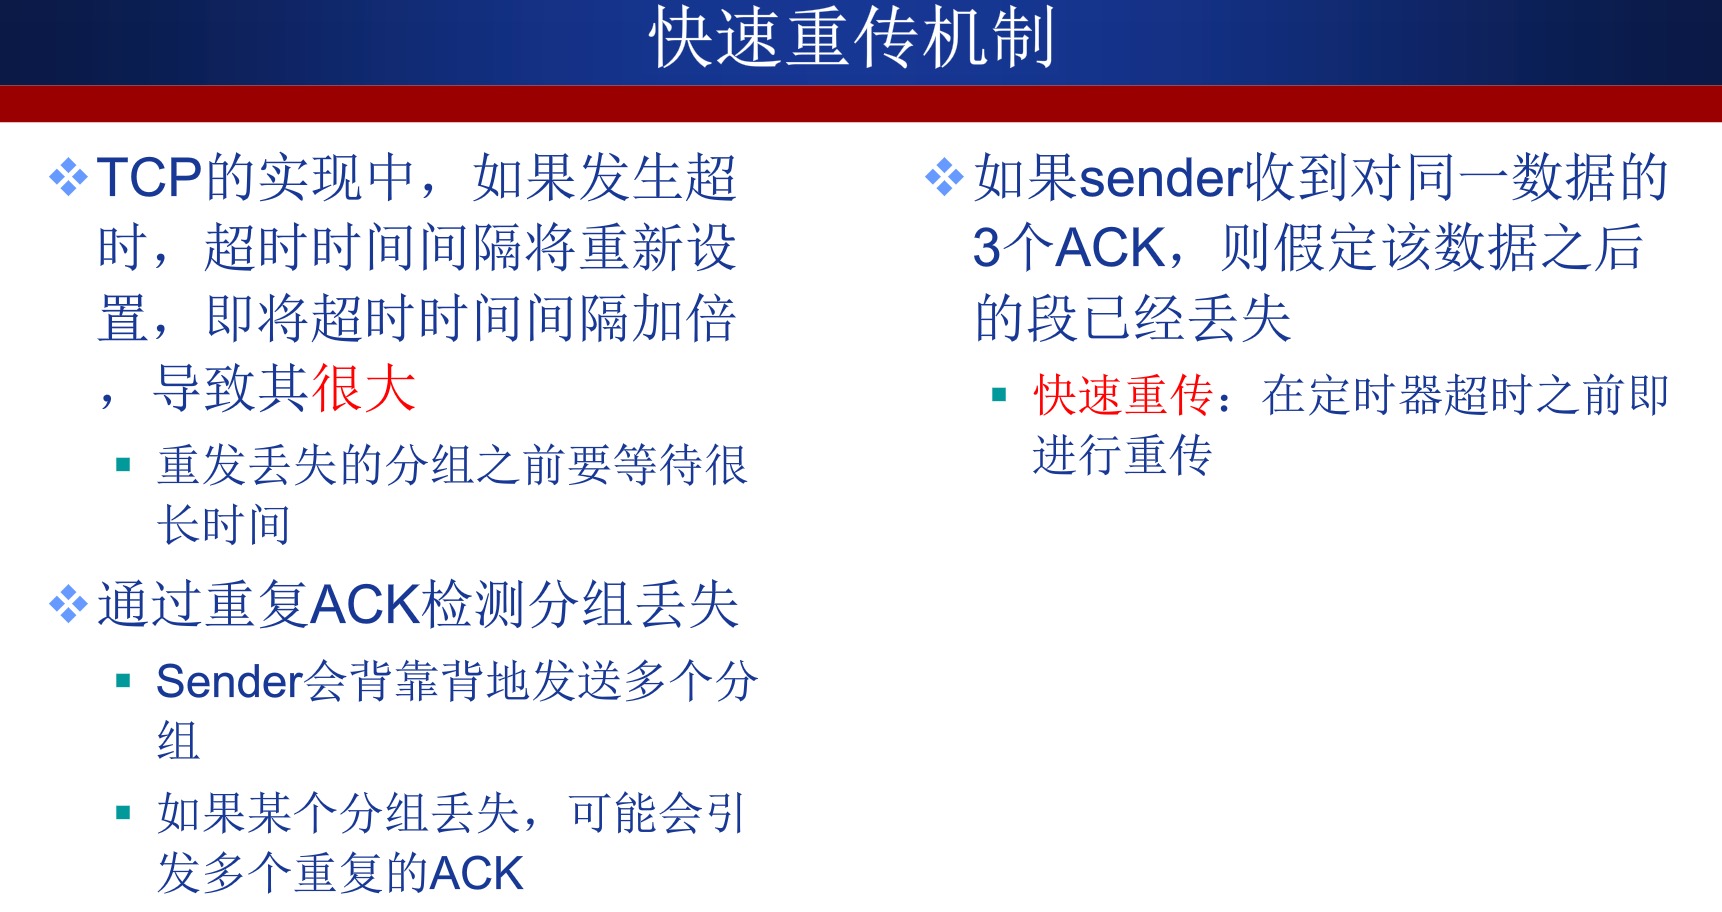 快速重传机制
TCP的实现中，如果发生超
时，超时时间间隔将重新设
置，即将超时时间间隔加倍
，导致其很大
重发丢失的分组之前要等待很
长时间
通过重复ACK检测分组丢失
Sender会背靠背地发送多个分
组
如果某个分组丢失，可能会引
发多个重复的ACK
如果sender收到对同一数据的
3个ACK，则假定该数据之后
的段已经丢失
快速重传：在定时器超时之前即
进行重传